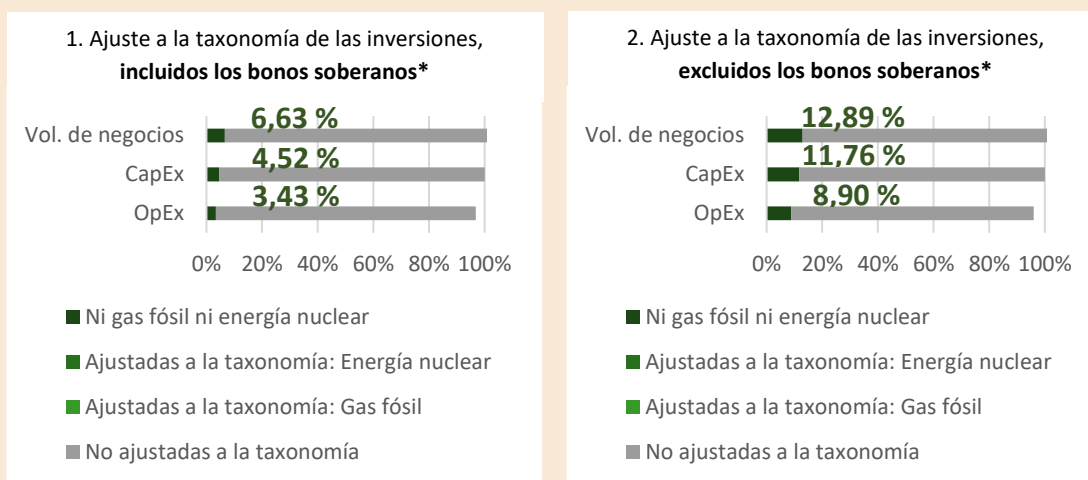 1. Ajuste a la taxonomía de las inversiones,
incluidos los bonos soberanos*
Vol. de negocios
6,63 %
CapEx
4,52 %
OpEx
3,43 %
0% 20% 40% 60% 80% 100%
Ni gas fósil ni energía nuclear
Ajustadas a la taxonomía: Energía nuclear
Ajustadas a la taxonomía: Gas fósil
No ajustadas a la taxonomía
2. Ajuste a la taxonomía de las inversiones,
excluidos los bonos soberanos*
Vol. de negocios
12,89 %
CapEx
11,76 %
OpEx
8,90 %
0% 20% 40% 60% 80% 100%
Ni gas fósil ni energía nuclear
Ajustadas a la taxonomía: Energía nuclear
Ajustadas a la taxonomía: Gas fósil
No ajustadas a la taxonomía